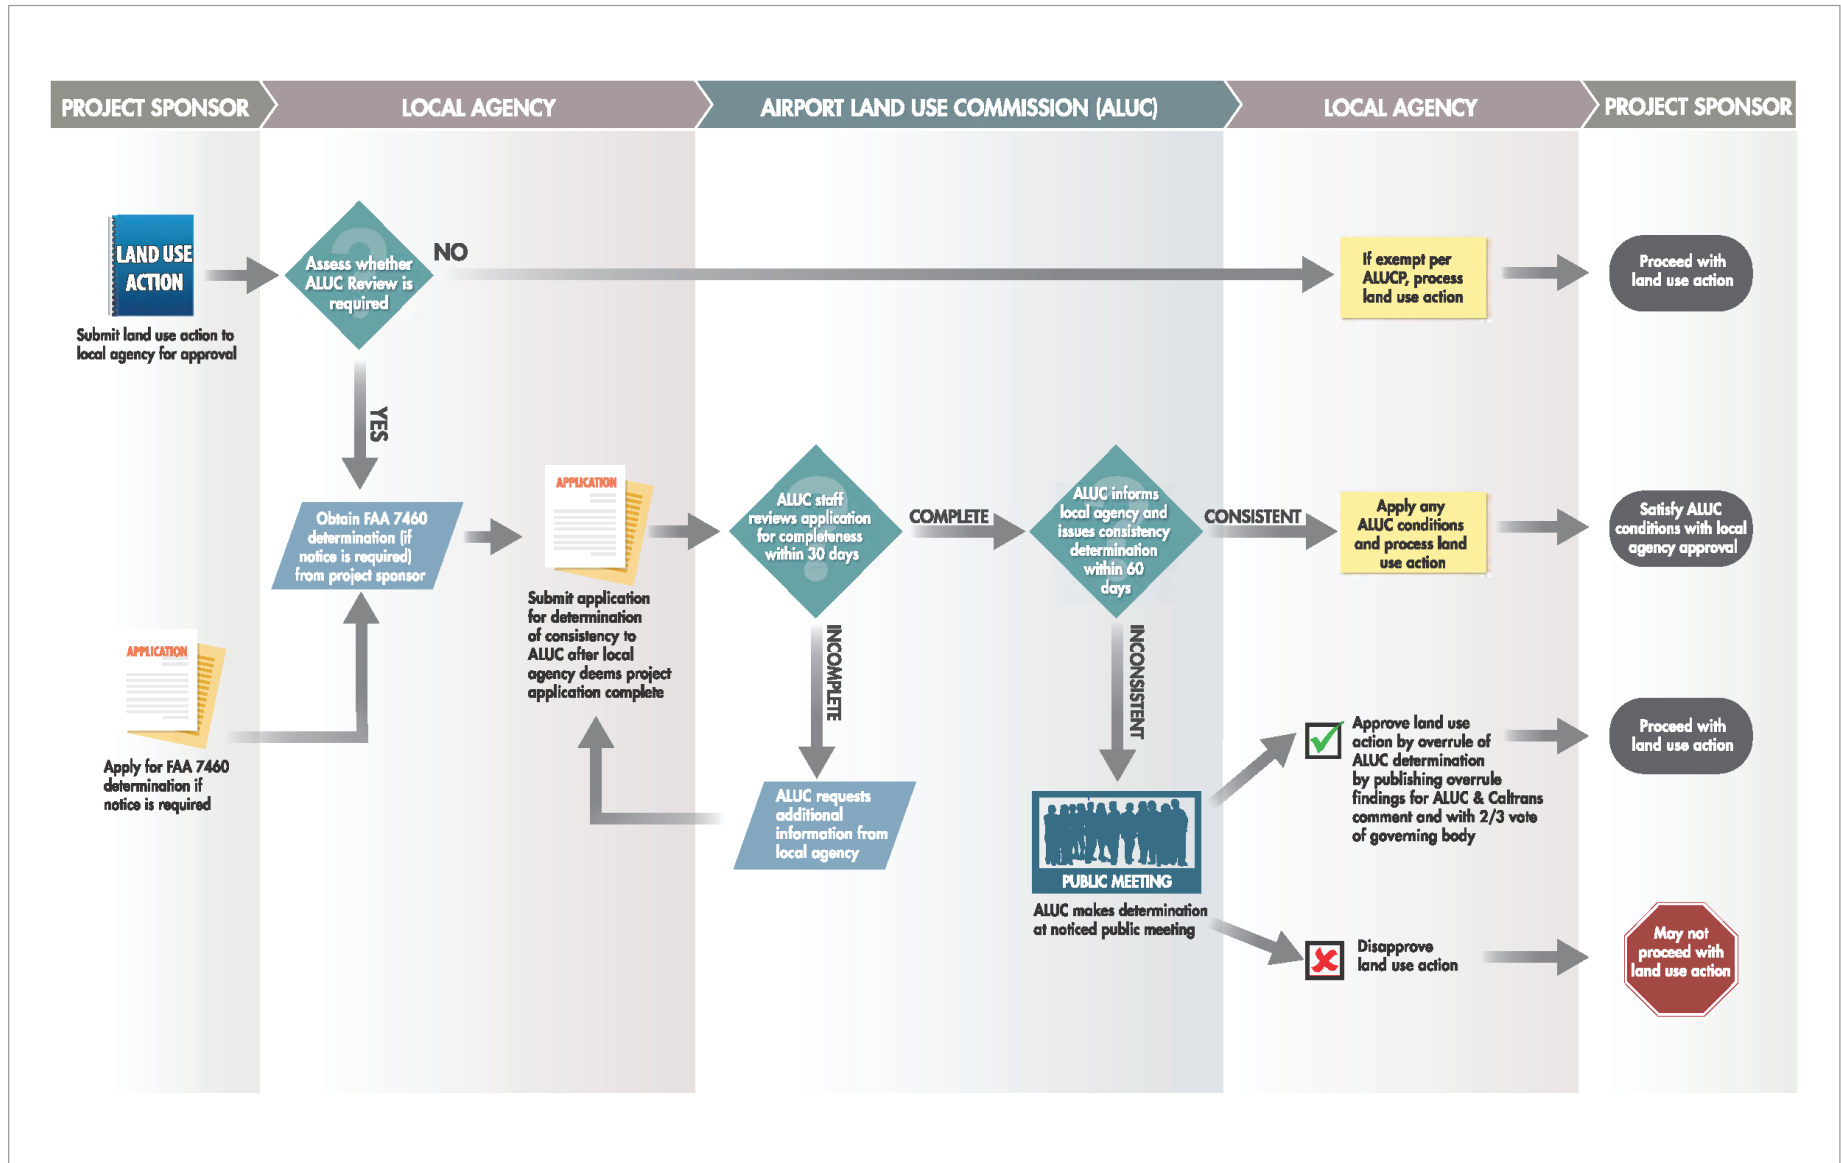 PROJECT SPONSOR
LOCAL AGENCY
AIRPORT LAND USE COMMISSION (ALUC)
LOCAL AGENCY
PROJECT SPONSOR
LAND USE
ACTION
Submit land use action to
local agency for approval
Assess whether
ALUC Review is
required
NO
If exempt per
ALUCP, process
land use action
Proceed with
land use action
YES
Obtain FAA 7460
determination (if
notice is required)
from project sponsor
APPLICATION
Submit application
for determination
of consistency to
ALUC after local
agency deems project
application complete
ALUC staff
reviews application
for completeness
within 30 days
COMPLETE
ALUC informs
local agency and
issues consistency
determination
within 60
days
CONSISTENT
Apply any
ALUC conditions
and process land
use action
Satisfy ALUC
conditions with local
agency approval
APPLICATION
Apply for FAA 7460
determination if
notice is required
INCOMPLETE
ALUC requests
additional
information from
local agency
INCONSISTENT
PUBLIC MEETING
ALUC makes determination
at noticed public meeting
Approve land use
action by overrule of
ALUC determination
by publishing overrule
findings for ALUC & Caltrans
comment and with 2/3 vote
of governing body
Proceed with
land use action
Disapprove
land use action
May not
proceed with
land use action